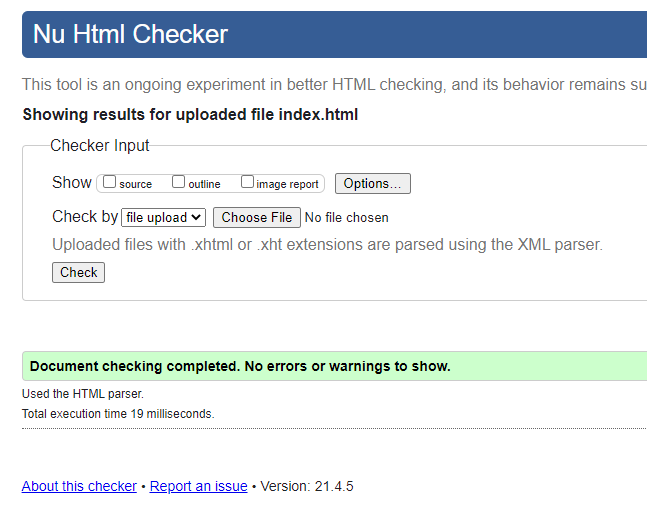 Nu Html Checker
This tool is an ongoing experiment in better HTML checking, and its behavior remains su
Showing results for uploaded file index.html
Checker Input
Show source outline image report Options...
Check by file upload Choose File No file chosen
Uploaded files with .xhtml or .xht extensions are parsed using the XML parser.
Check
Document checking completed. No errors or warnings to show.
Used the HTML parser.
Total execution time 19 milliseconds.
About this checker • Report an issue • Version: 21.4.5